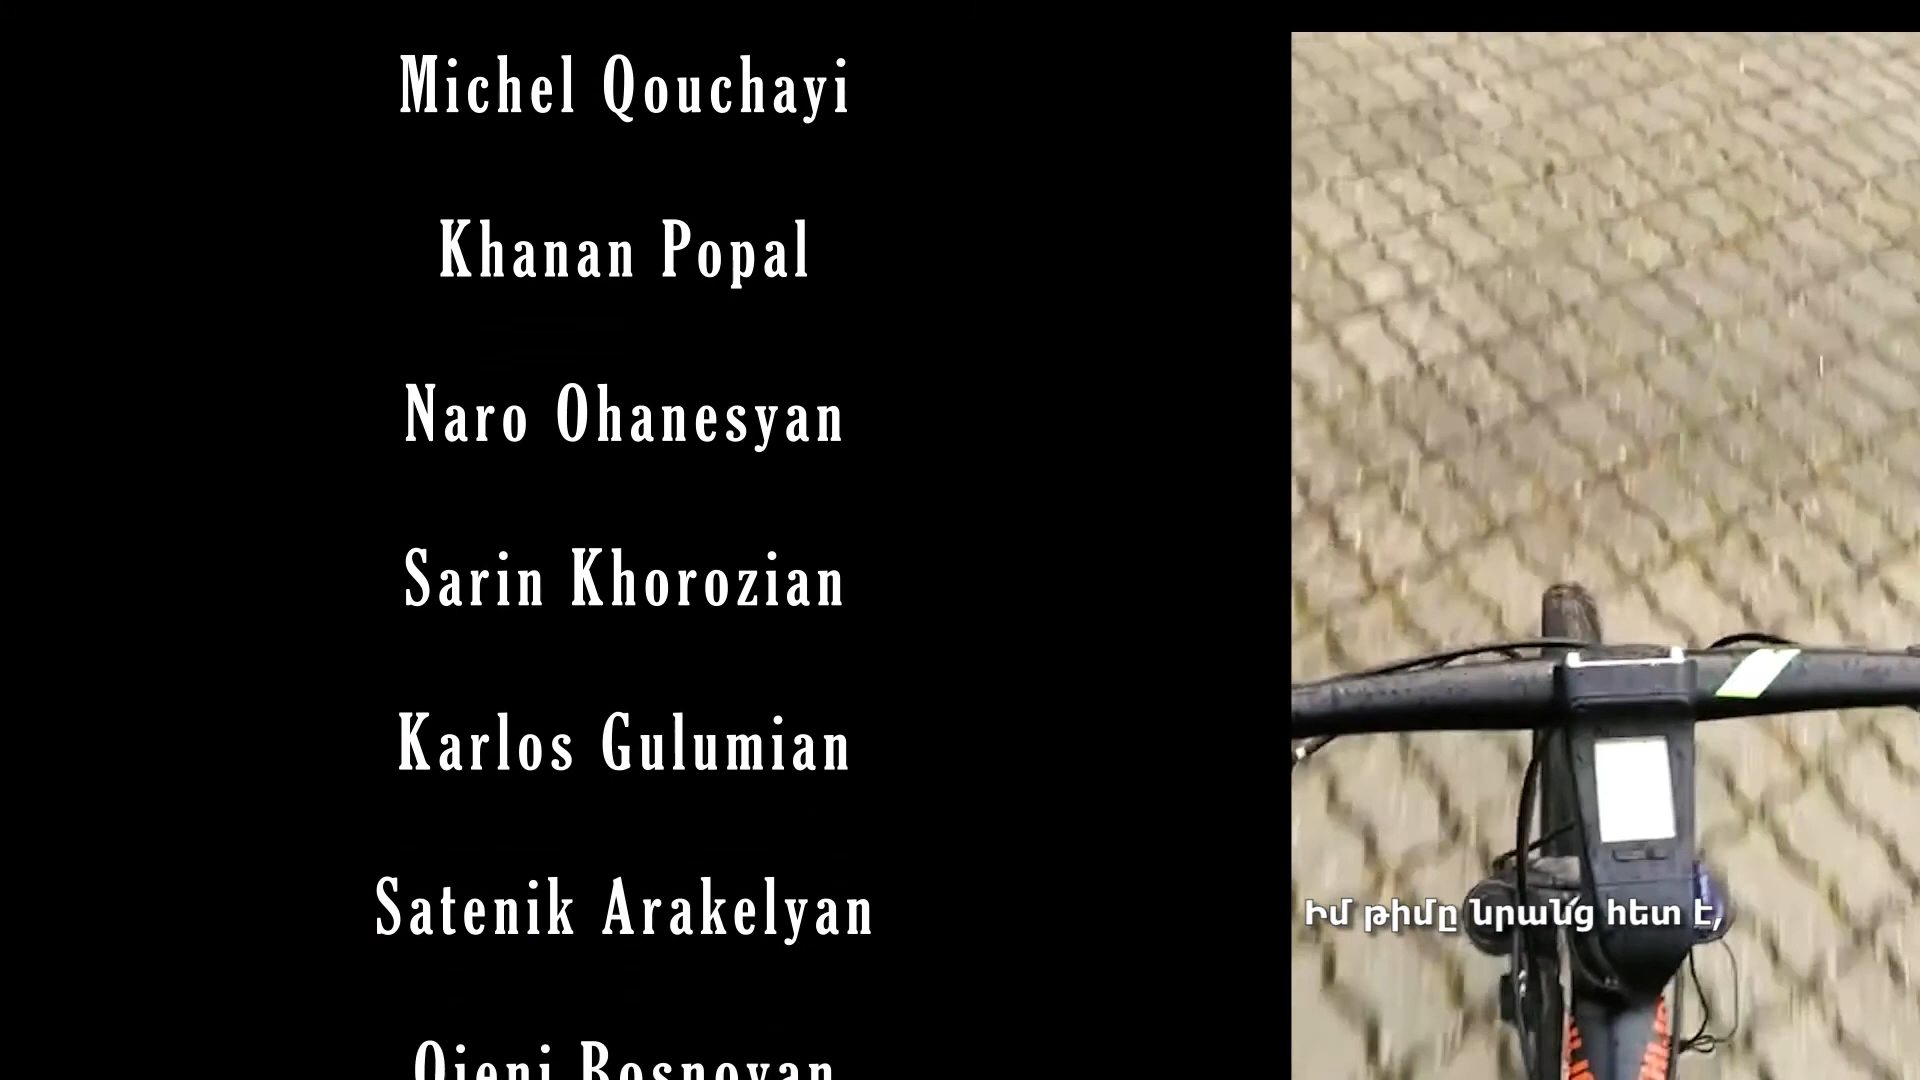 Michel Qouchayi
Khanan Popal
Naro Ohanesyan
Sarin Khorozian
Karlos Gulumian
Satenik Arakelyan
Իմ թիմը նրանց հետ է,